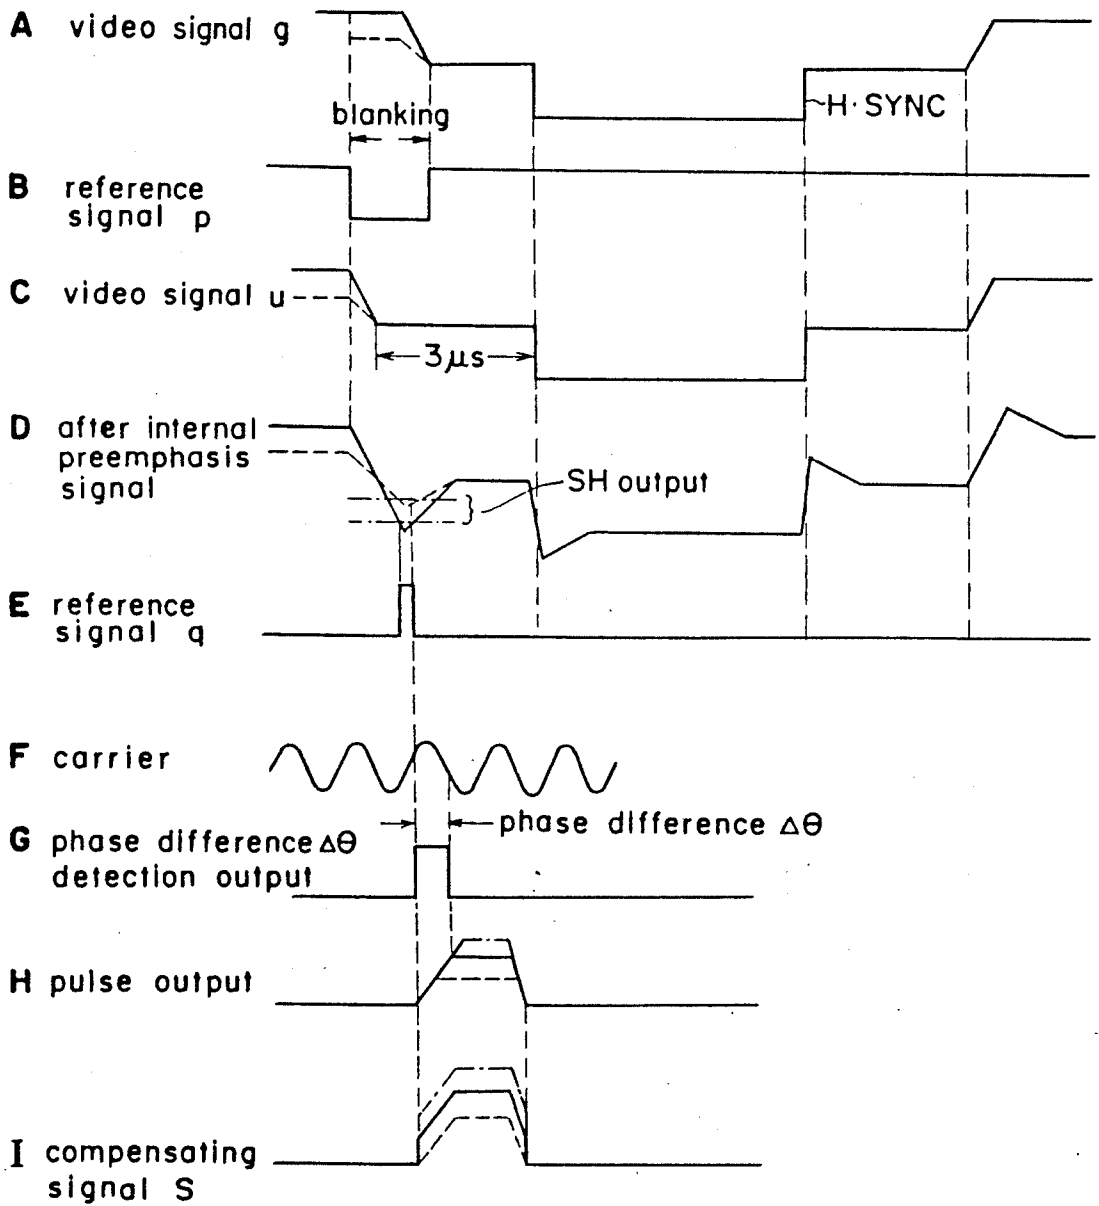 A video signal g
blanking
H·SYNC
B reference
signal p
C video signal u
3μs
D after internal
preemphasis
signal
SH output
E reference
signal q
F carrier
phase difference Δθ
G phase difference Δθ
detection output
H pulse output
I compensating
signal S